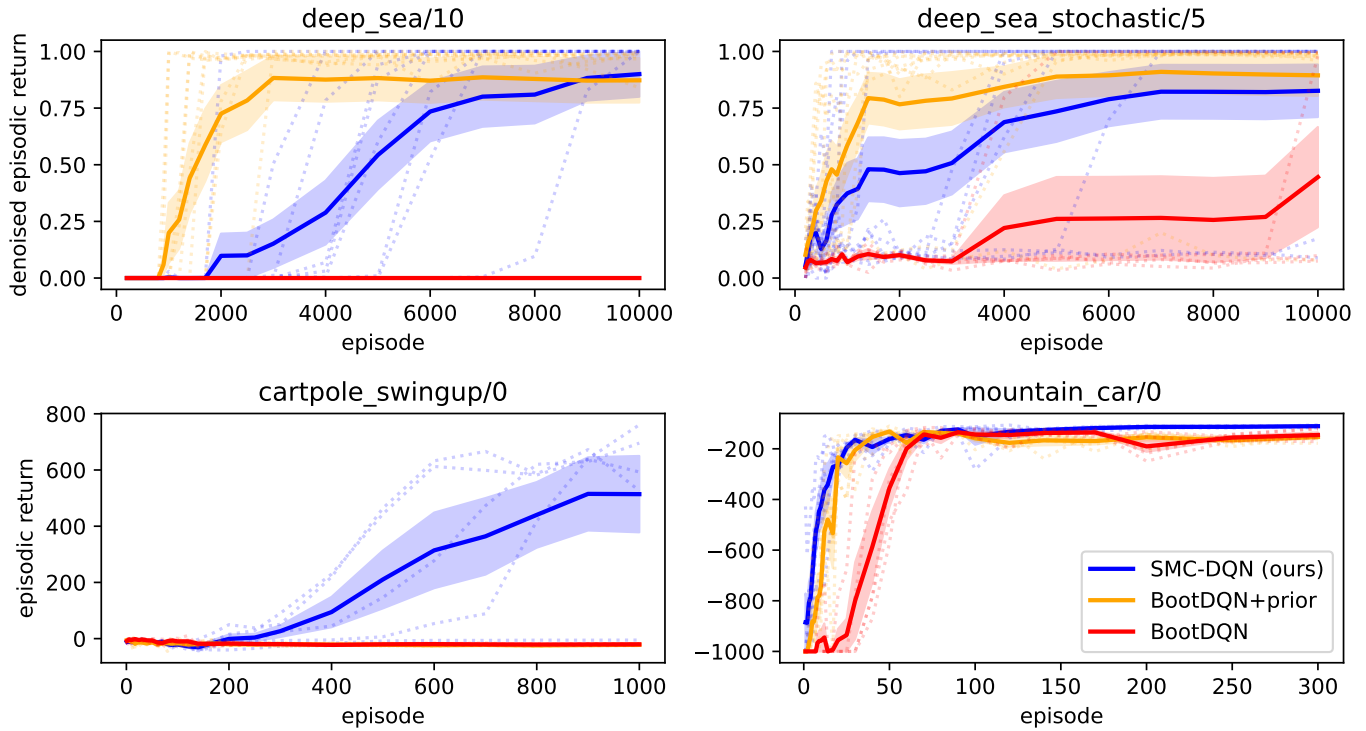 deep_sea/10
1.00
0.75
0.50
0.25
0.00
denoised episodic return
0 2000 4000 6000 8000 10000
episode
deep_sea_stochastic/5
1.00
0.75
0.50
0.25
0.00
0 2000 4000 6000 8000 10000
episode
cartpole_swingup/0
800
600
400
200
0
episodic return
0 200 400 600 800 1000
episode
mountain_car/0
−200
−400
−600
−800
−1000
0 50 100 150 200 250 300
episode
SMC-DQN (ours)
BootDQN+prior
BootDQN